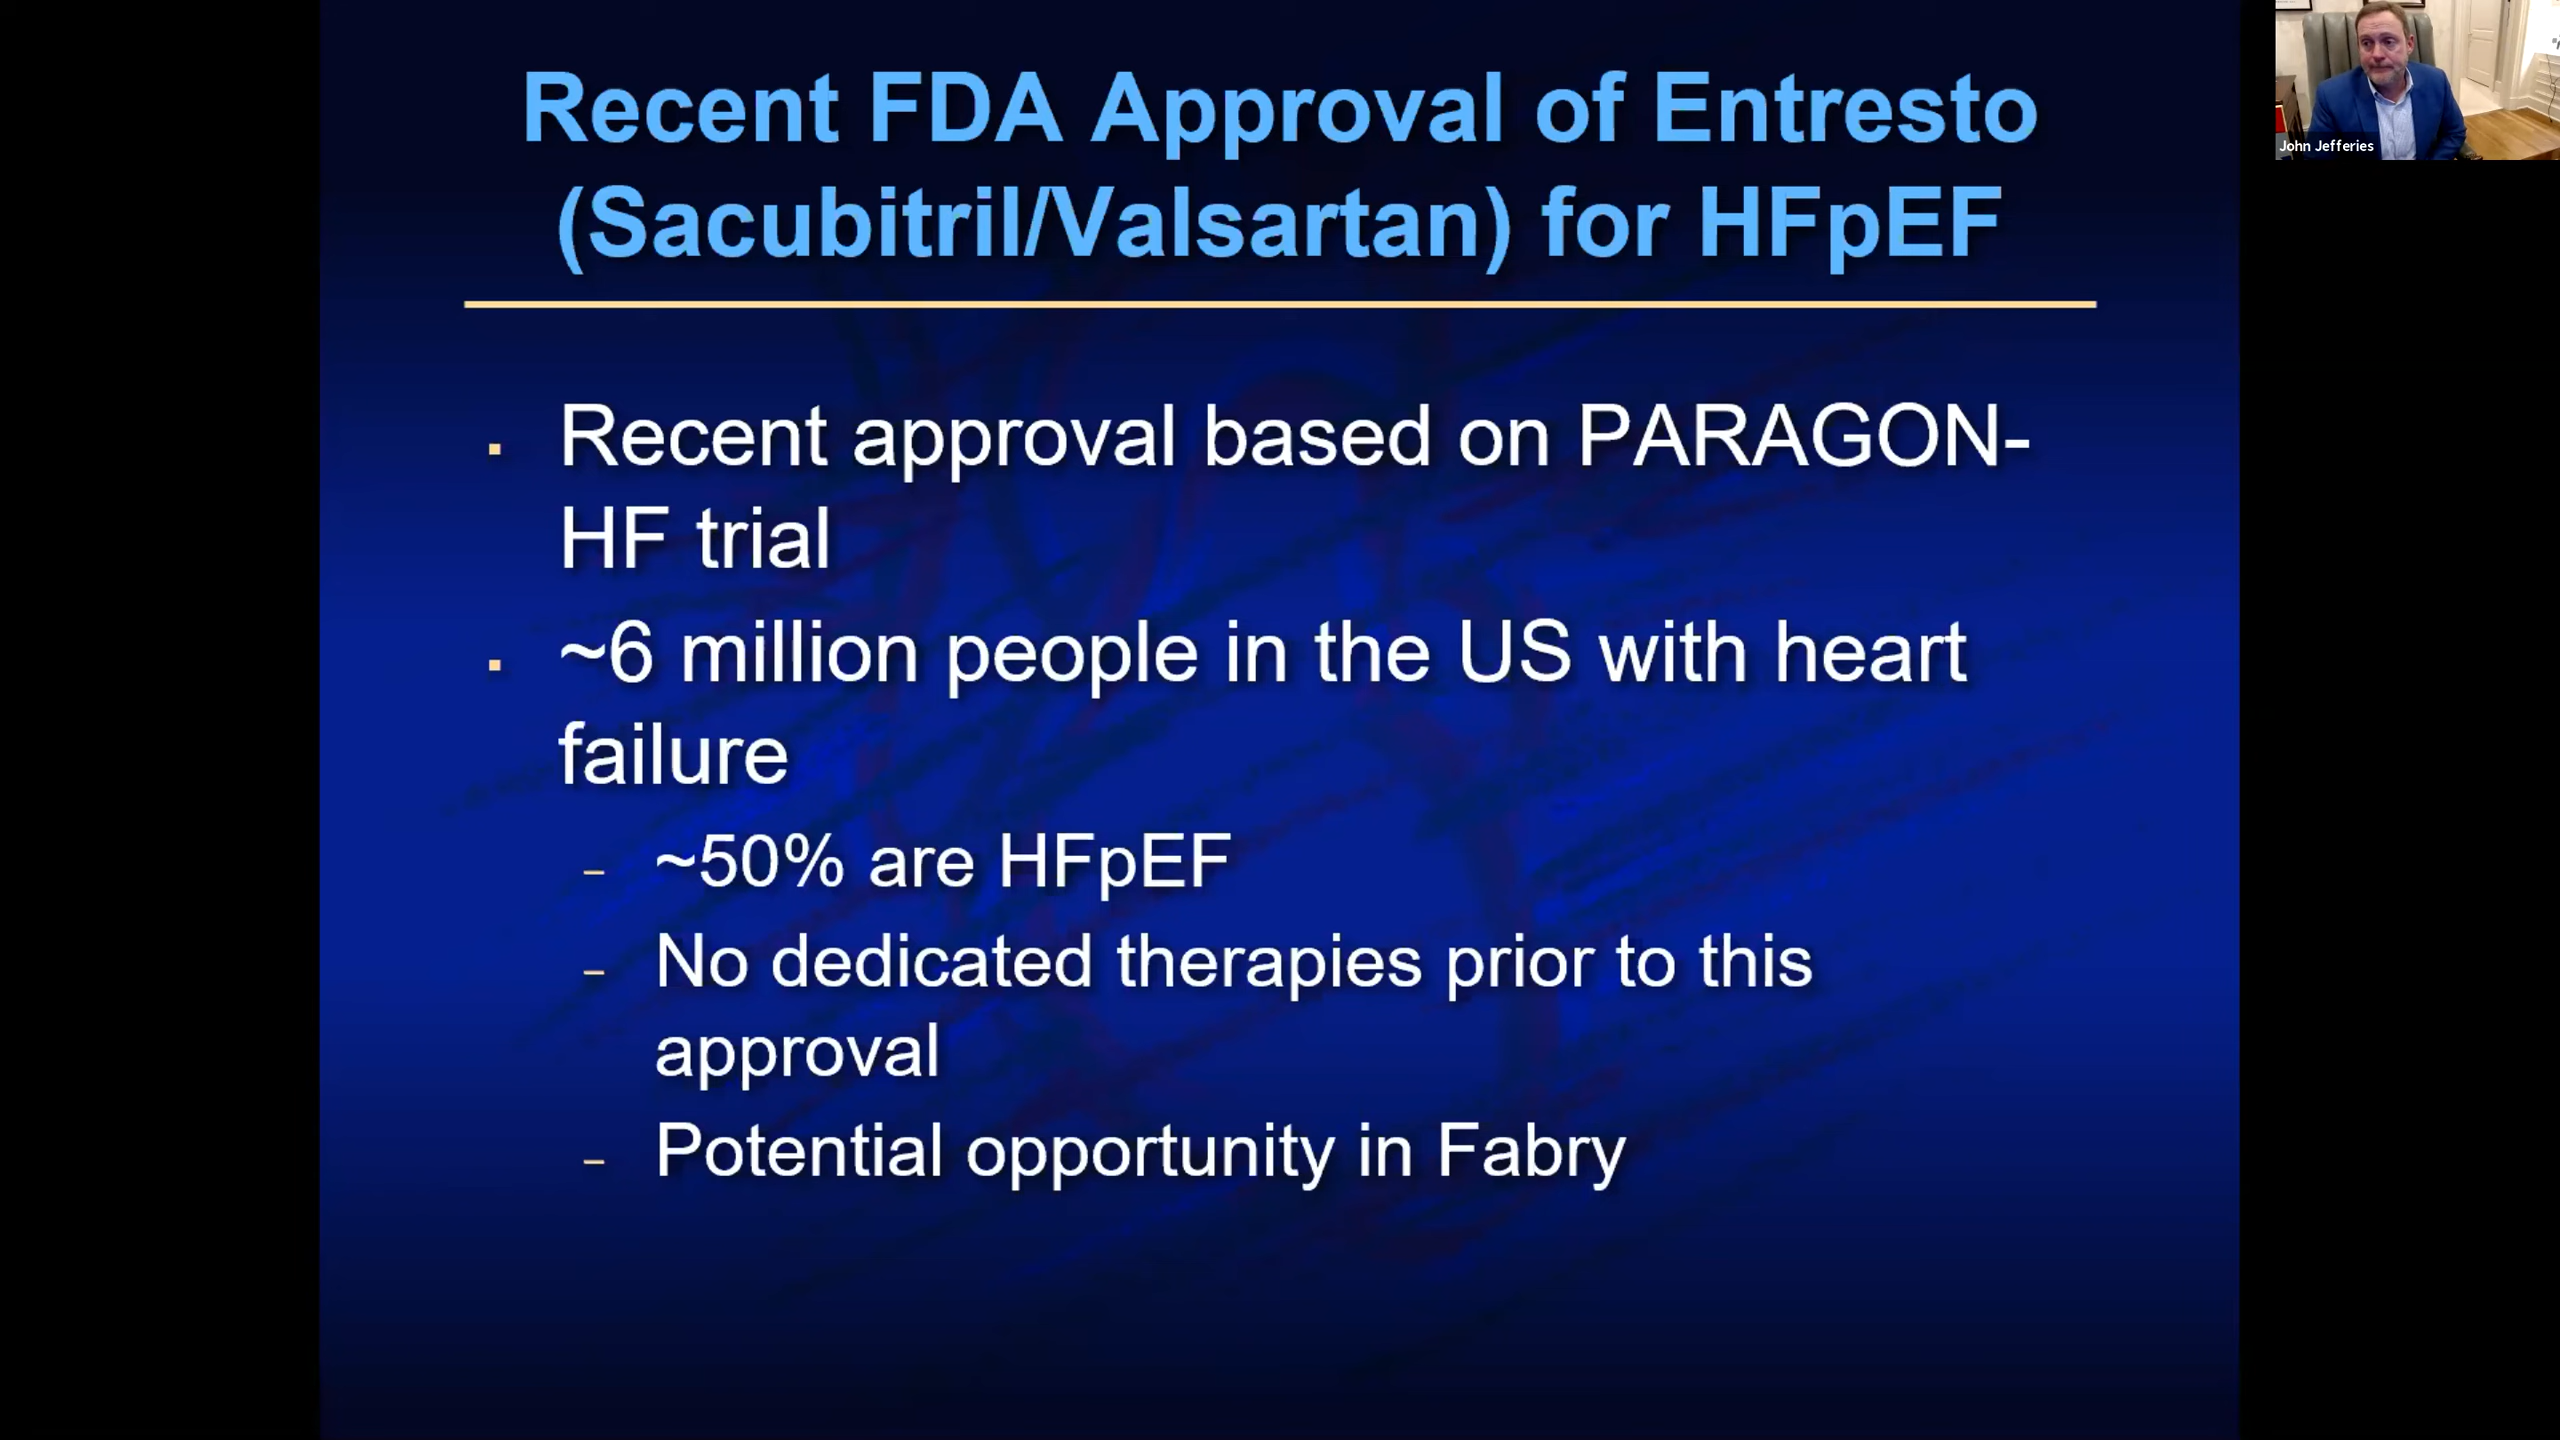 Recent FDA Approval of Entresto
(Sacubitril/Valsartan) for HFpEF
John Jefferies
▪ Recent approval based on PARAGON-
HF trial
▪ ~6 million people in the US with heart
failure
– ~50% are HFpEF
– No dedicated therapies prior to this
approval
– Potential opportunity in Fabry